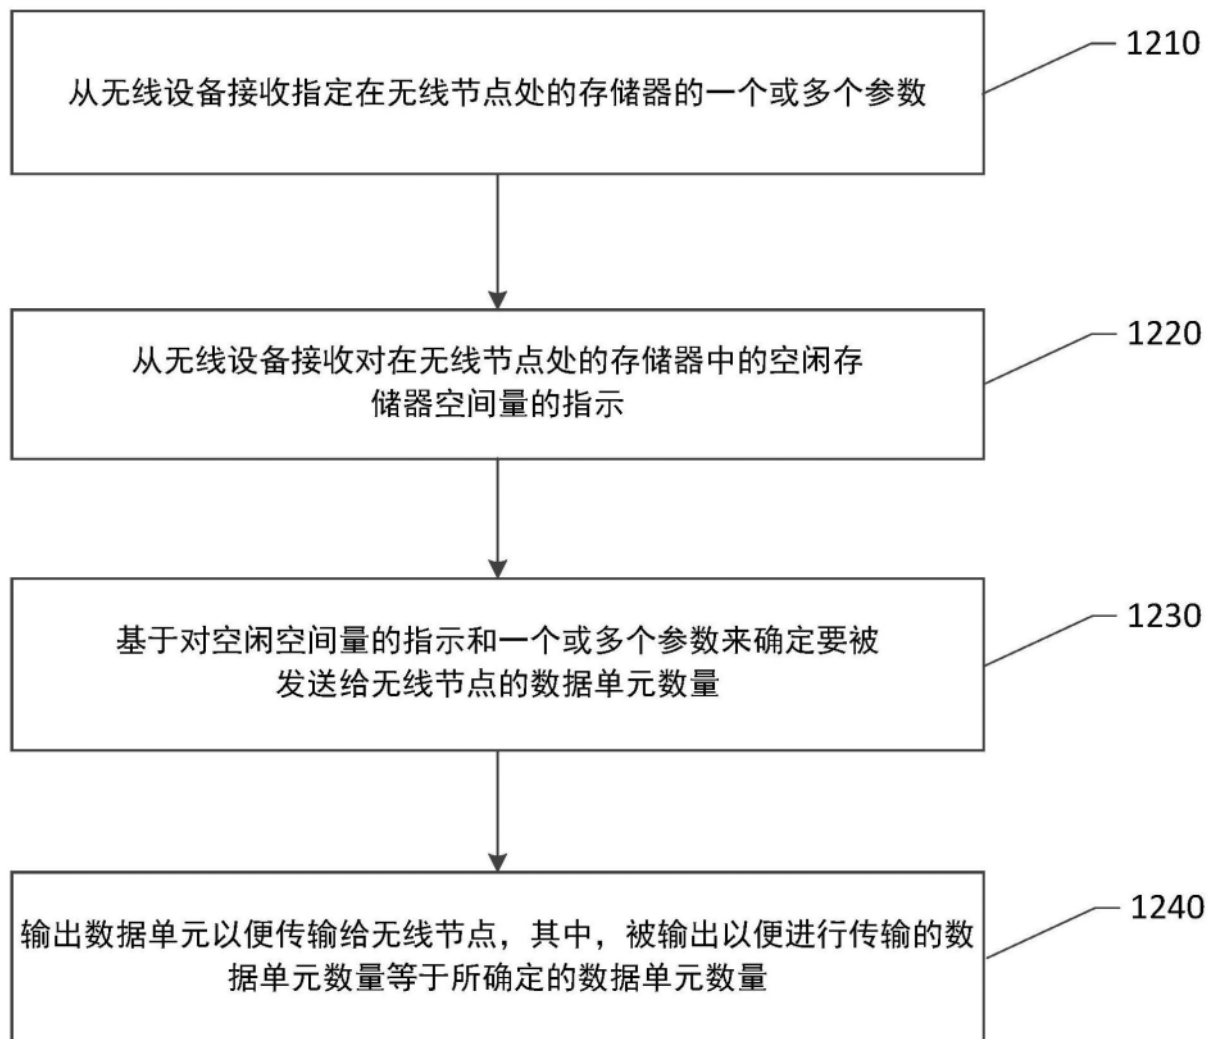 从无线设备接收指定在无线节点处的存储器的一个或多个参数
1210
从无线设备接收对在无线节点处的存储器中的空闲存
储器空间量的指示
1220
基于对空闲空间量的指示和一个或多个参数来确定要被
发送给无线节点的数据单元数量
1230
输出数据单元以便传输给无线节点，其中，被输出以便进行传输的数
据单元数量等于所确定的数据单元数量
1240